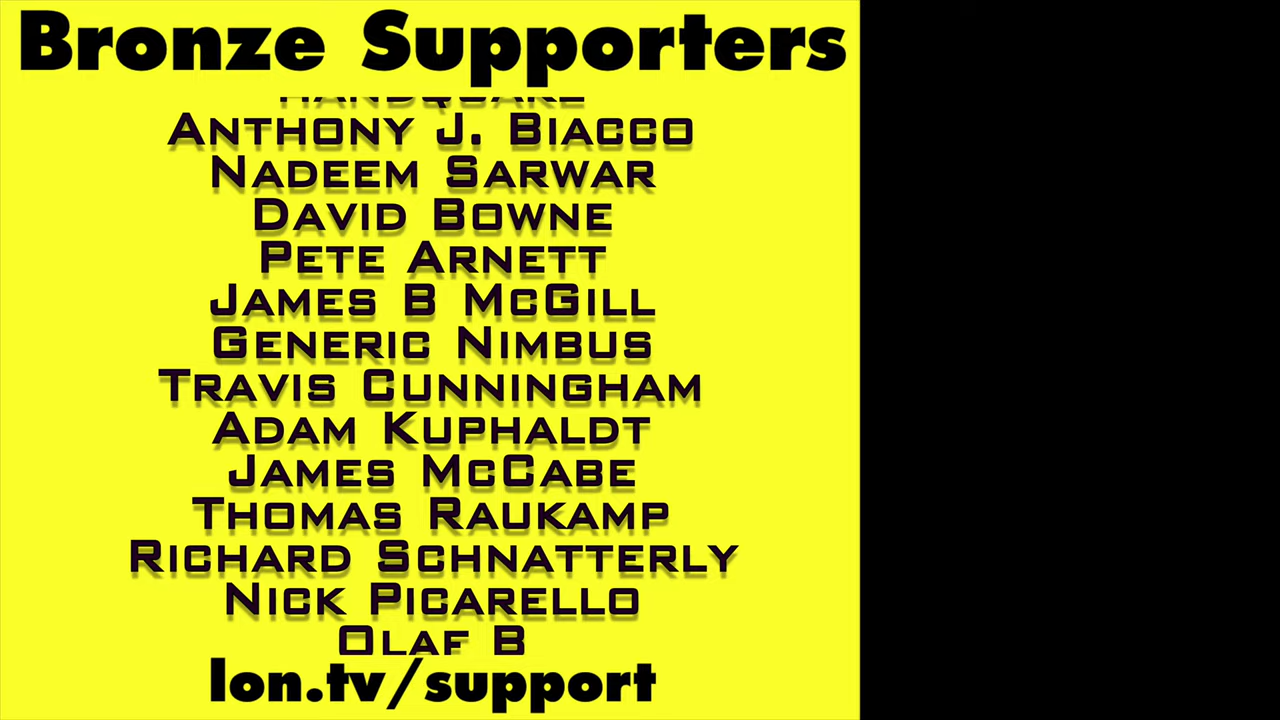 Bronze Supporters
Anthony J. Biacco
Nadeem Sarwar
David Bowne
Pete Arnett
James B McGill
Generic Nimbus
Travis Cunningham
Adam Kuphaldt
James McCabe
Thomas Raukamp
Richard Schnatterly
Nick Picarello
Olaf B
lon.tv/support